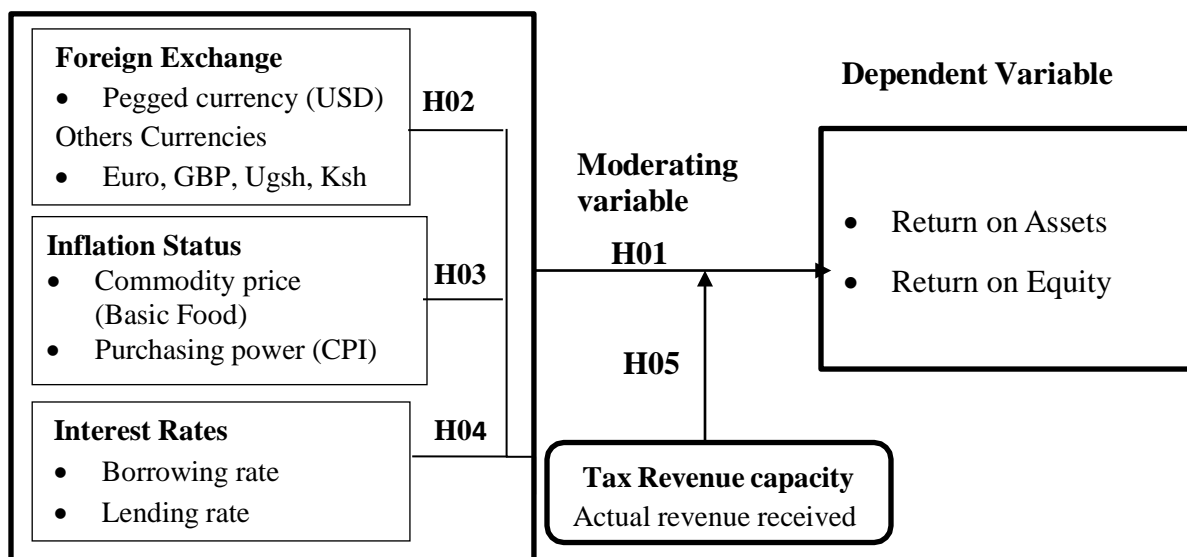 Foreign Exchange
• Pegged currency (USD)
Others Currencies
• Euro, GBP, Ugsh, Ksh
H02
Inflation Status
• Commodity price
(Basic Food)
• Purchasing power (CPI)
H03
Interest Rates
• Borrowing rate
• Lending rate
H04
Moderating
variable
H01
H05
Tax Revenue capacity
Actual revenue received
Dependent Variable
• Return on Assets
• Return on Equity